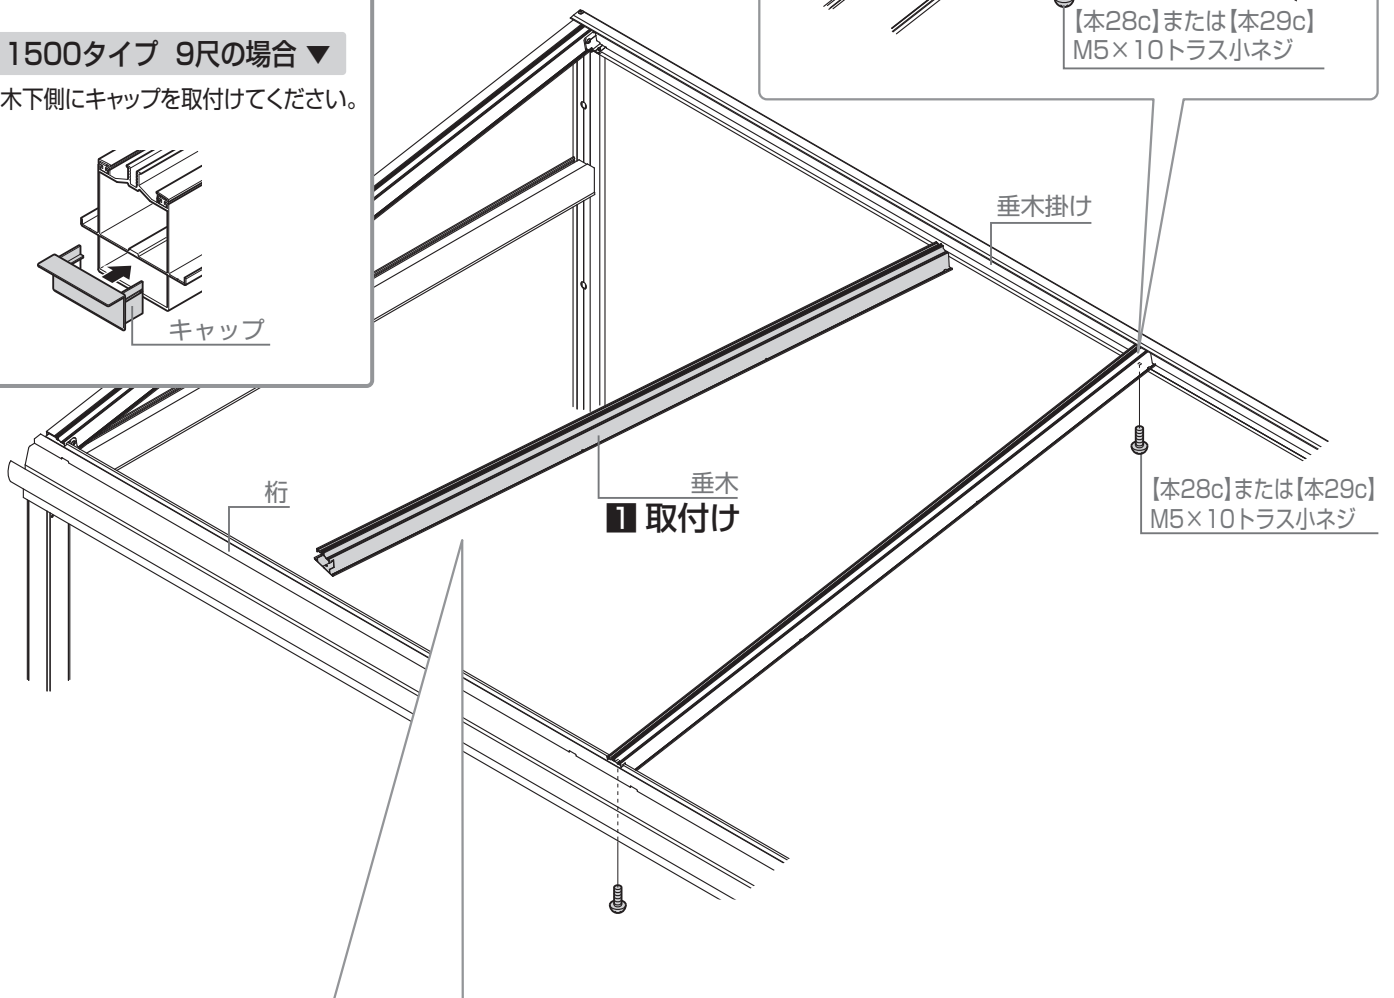 1500タイプ 9尺の場合▼
木下側にキャップを取付けてください。
キャップ
【本28c】または【本29c】
M5×10トラス小ネジ
垂木掛け
桁
垂木
1 取付け
【本28c】または【本29c】
M5×10トラス小ネジ